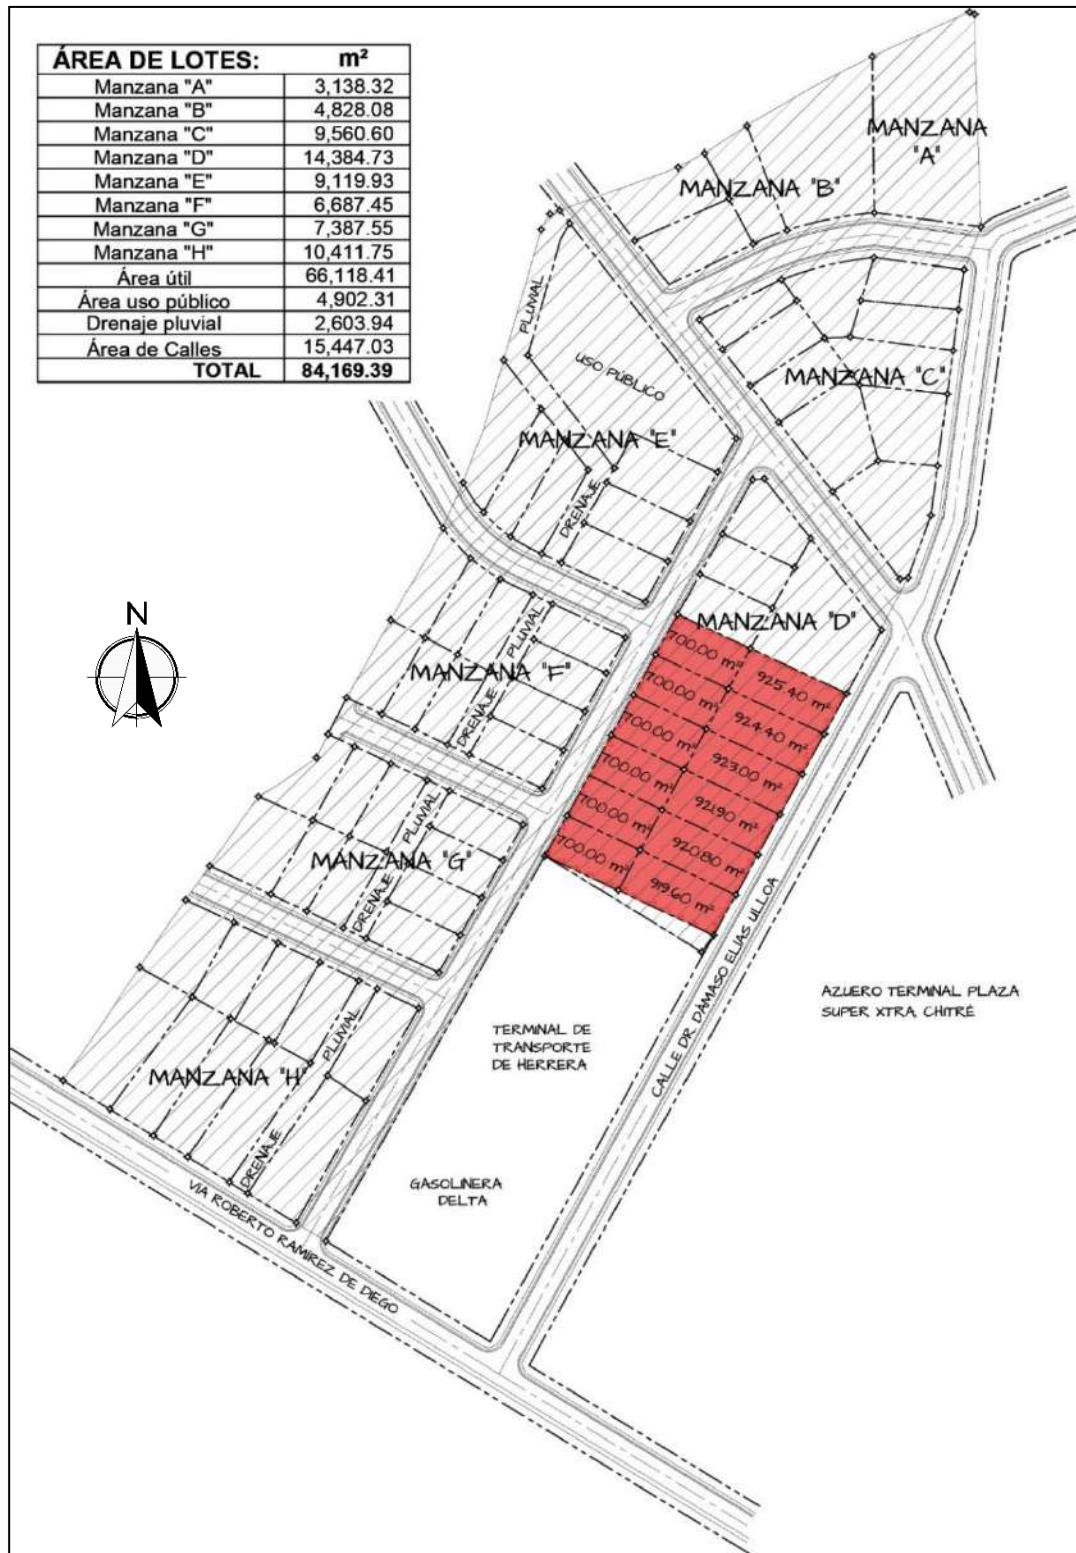 ÁREA DE LOTES: m²
Manzana "A" 3,138.32
Manzana "B" 4,828.08
Manzana "C" 9,560.60
Manzana "D" 14,384.73
Manzana "E" 9,119.93
Manzana "F" 6,687.45
Manzana "G" 7,387.55
Manzana "H" 10,411.75
Área útil 66,118.41
Área uso público 4,902.31
Drenaje pluvial 2,603.94
Área de Calles 15,447.03
TOTAL 84,169.39
MANZANA
"A"
MANZANA "B"
PLUVIAL
USO PÚBLICO
MANZANA "C"
MANZANA "E"
DRENAJE
N
MANZANA "D"
PLUVIAL
MANZANA "F"
DRENAJE
700.00 m²
925.40 m²
700.00 m²
924.40 m²
700.00 m²
923.00 m²
700.00 m²
921.90 m²
700.00 m²
920.80 m²
700.00 m²
919.60 m²
PLUVIAL
MANZANA "G"
DRENAJE
CALLE DR. DÁMASO ELIAS ULLOA
AZUERO TERMINAL PLAZA
SUPER XTRA, CHITRÉ
TERMINAL DE
TRANSPORTE
DE HERRERA
PLUVIAL
MANZANA "H"
DRENAJE
GASOLINERA
DELTA
VIA ROBERTO RAMIREZ DE DIEGO